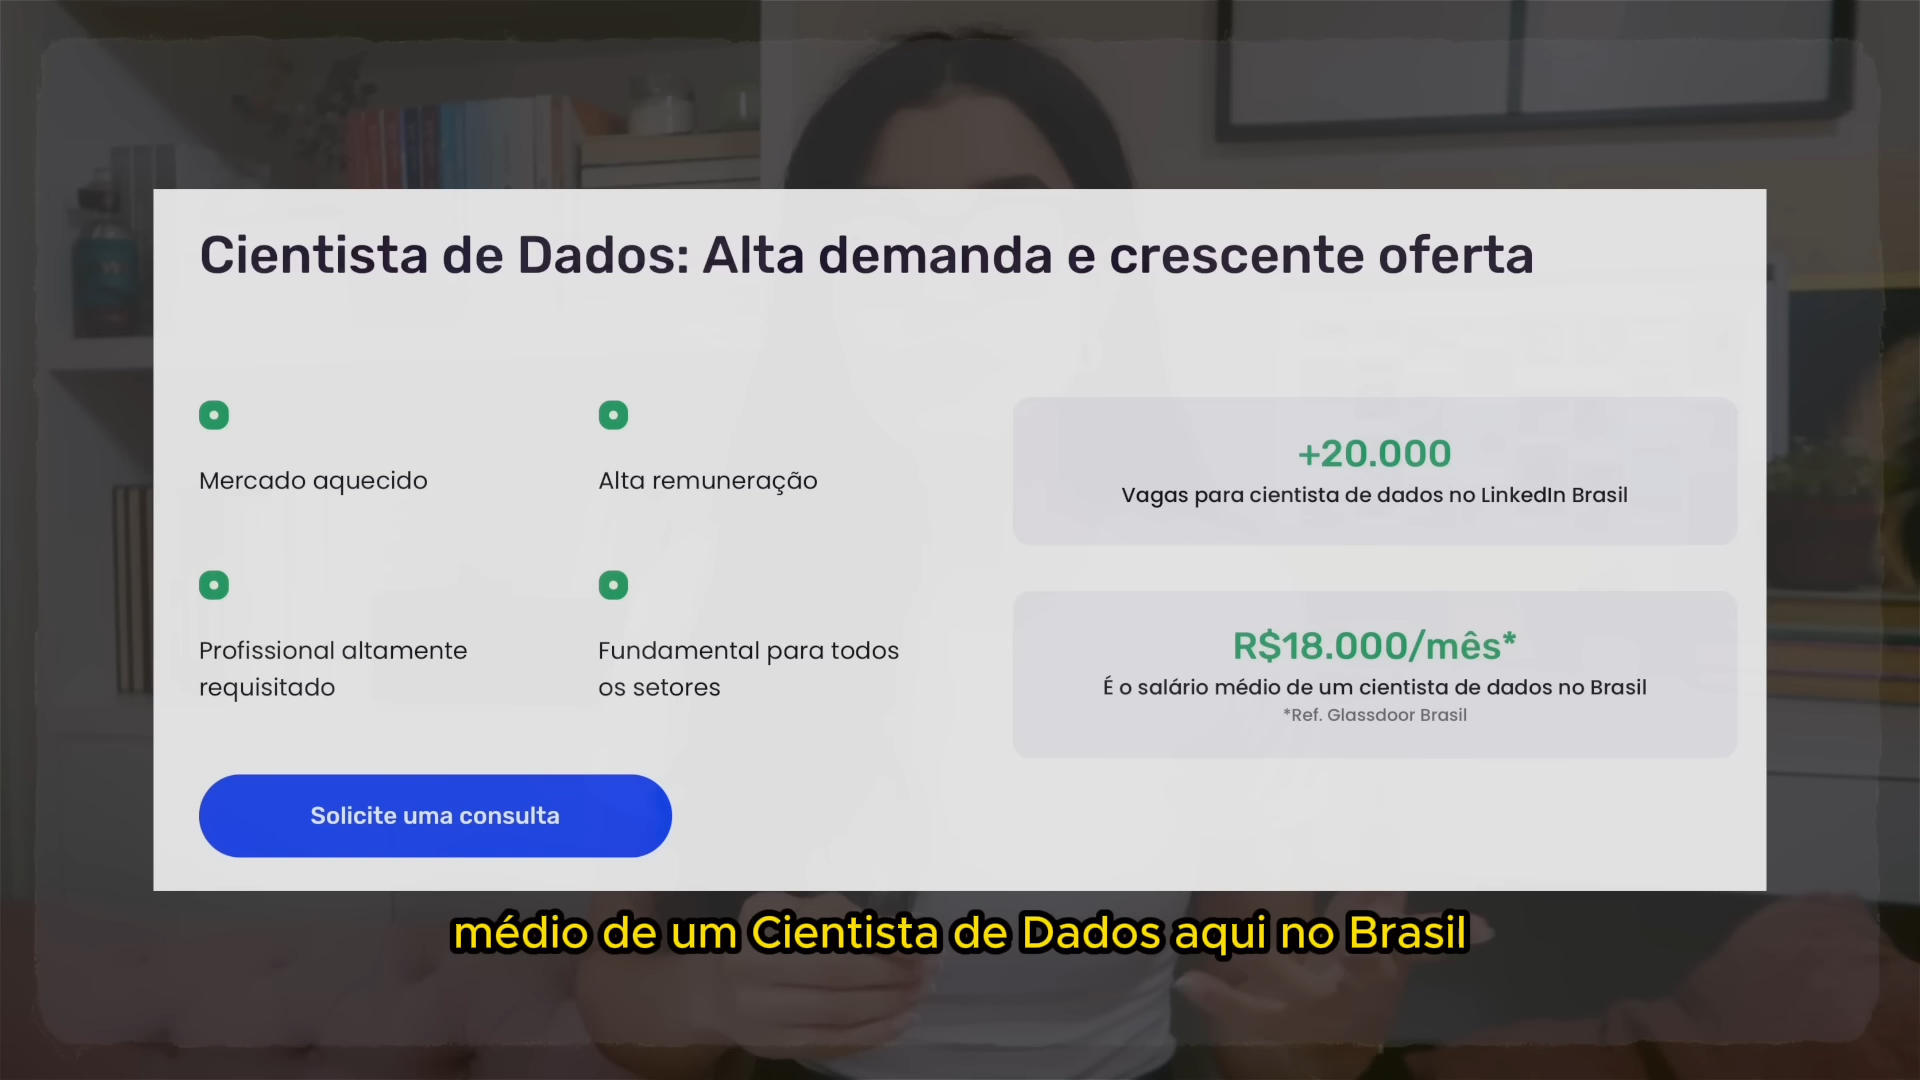 Cientista de Dados: Alta demanda e crescente oferta
Mercado aquecido
Alta remuneração
Profissional altamente
requisitado
Fundamental para todos
os setores
+20.000
Vagas para cientista de dados no LinkedIn Brasil
R$18.000/mês*
É o salário médio de um cientista de dados no Brasil
*Ref. Glassdoor Brasil
Solicite uma consulta
médio de um Cientista de Dados aqui no Brasil